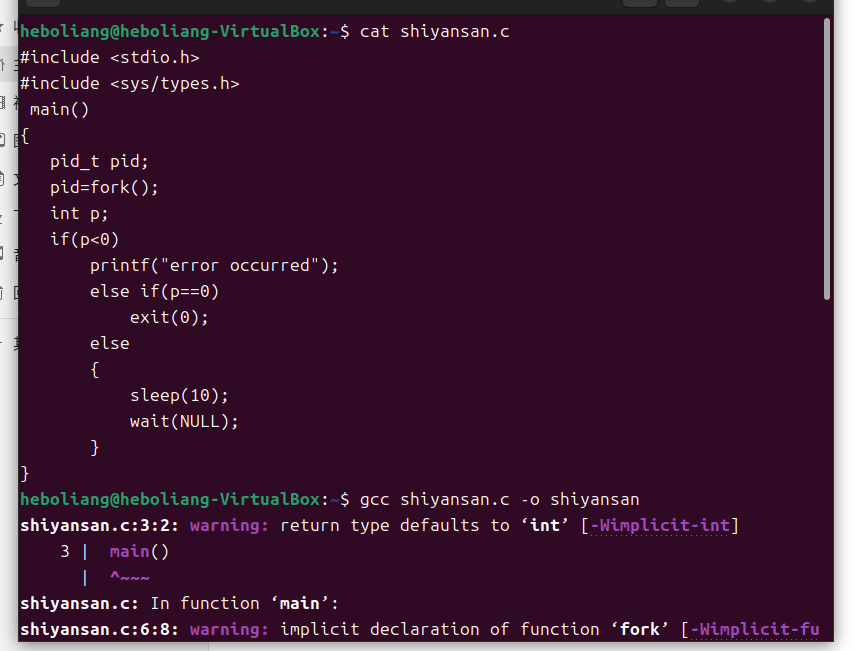 heboliang@heboliang-VirtualBox:~$ cat shiyansan.c
#include <stdio.h>
#include <sys/types.h>
 main()
{
   pid_t pid;
   pid=fork();
   int p;
   if(p<0)
       printf("error occurred");
       else if(p==0)
           exit(0);
       else
       {
           sleep(10);
           wait(NULL);
       }
}
heboliang@heboliang-VirtualBox:~$ gcc shiyansan.c -o shiyansan
shiyansan.c:3:2: warning: return type defaults to ‘int’ [-Wimplicit-int]
    3 |  main()
      |  ^~~~
shiyansan.c: In function ‘main’:
shiyansan.c:6:8: warning: implicit declaration of function ‘fork’ [-Wimplicit-fu